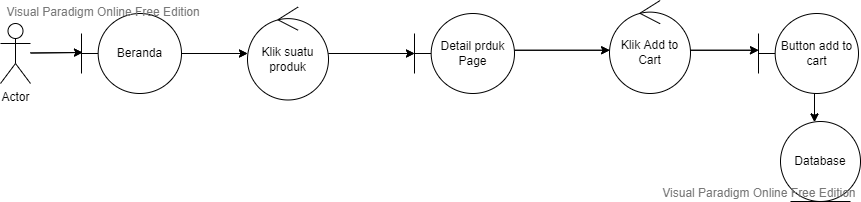 Visual Paradigm Online Free Edition
Actor
Beranda
Klik suatu
produk
Detail prduk
Page
Klik Add to
Cart
Button add to
cart
Database
Visual Paradigm Online Free Edition